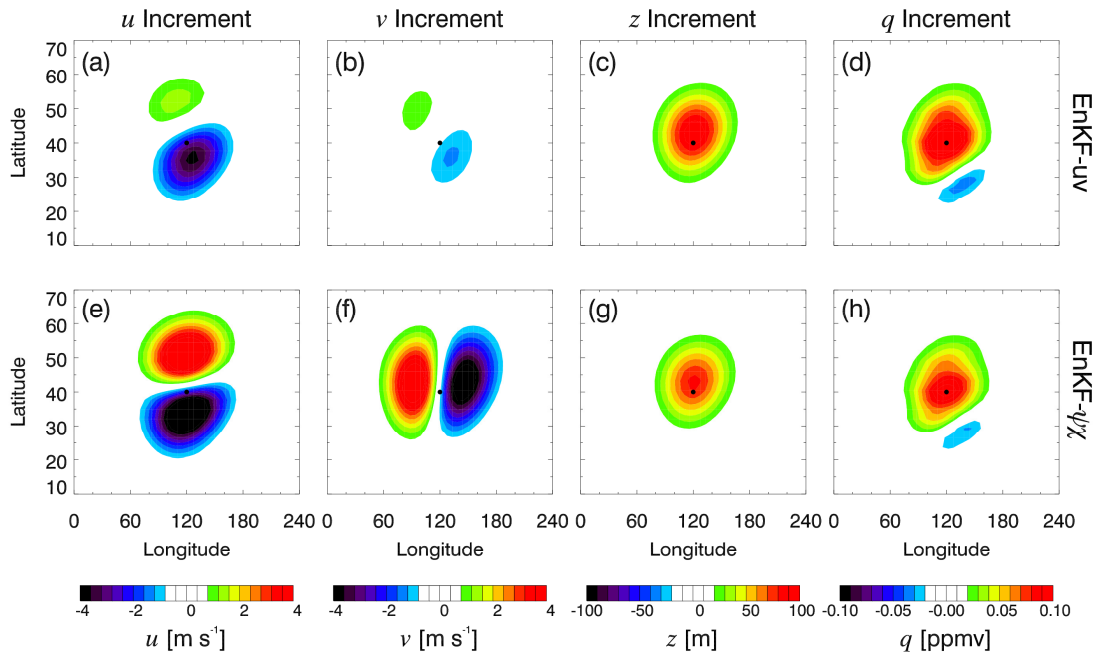 u Increment v Increment z Increment q Increment
70 (a) (b) (c) (d)
60
50
40
30
20
10
Latitude
EnKF-uv
70 (e) (f) (g) (h)
60
50
40
30
20
10
Latitude
EnKF-ψχ
0 60 120 180 240 0 60 120 180 240 0 60 120 180 240 0 60 120 180 240
Longitude Longitude Longitude Longitude
-4 -2 0 2 4 -4 -2 0 2 4 -100 -50 0 50 100 -0.10 -0.05 -0.00 0.05 0.10
u [m s⁻¹] v [m s⁻¹] z [m] q [ppmv]